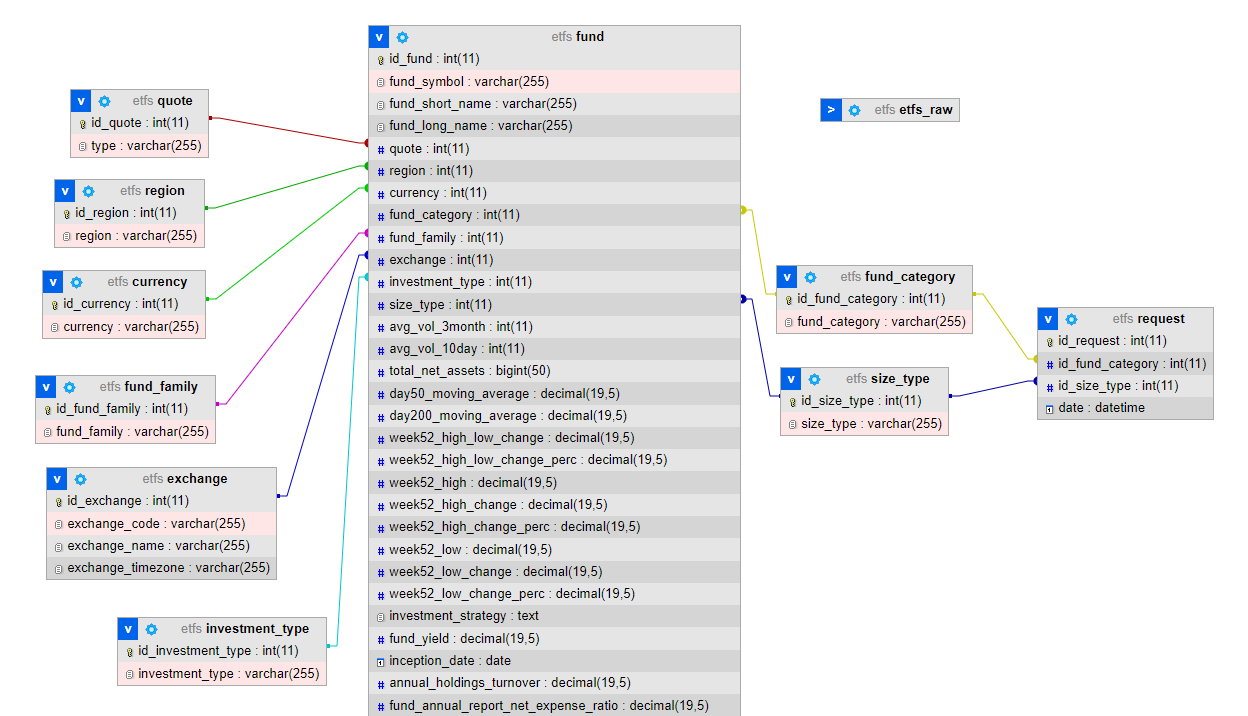 v etfs quote
id_quote : int(11)
type : varchar(255)
v etfs region
id_region : int(11)
region : varchar(255)
v etfs currency
id_currency : int(11)
currency : varchar(255)
v etfs fund_family
id_fund_family : int(11)
fund_family : varchar(255)
v etfs exchange
id_exchange : int(11)
exchange_code : varchar(255)
exchange_name : varchar(255)
exchange_timezone : varchar(255)
v etfs investment_type
id_investment_type : int(11)
investment_type : varchar(255)
v etfs fund
id_fund : int(11)
fund_symbol : varchar(255)
fund_short_name : varchar(255)
fund_long_name : varchar(255)
# quote : int(11)
# region : int(11)
# currency : int(11)
# fund_category : int(11)
# fund_family : int(11)
# exchange : int(11)
# investment_type : int(11)
# size_type : int(11)
# avg_vol_3month : int(11)
# avg_vol_10day : int(11)
# total_net_assets : bigint(50)
# day50_moving_average : decimal(19,5)
# day200_moving_average : decimal(19,5)
# week52_high_low_change : decimal(19,5)
# week52_high_low_change_perc : decimal(19,5)
# week52_high : decimal(19,5)
# week52_high_change : decimal(19,5)
# week52_high_change_perc : decimal(19,5)
# week52_low : decimal(19,5)
# week52_low_change : decimal(19,5)
# week52_low_change_perc : decimal(19,5)
investment_strategy : text
# fund_yield : decimal(19,5)
inception_date : date
# annual_holdings_turnover : decimal(19,5)
# fund_annual_report_net_expense_ratio : decimal(19,5)
> etfs etfs_raw
v etfs fund_category
id_fund_category : int(11)
fund_category : varchar(255)
v etfs size_type
id_size_type : int(11)
size_type : varchar(255)
v etfs request
id_request : int(11)
# id_fund_category : int(11)
# id_size_type : int(11)
date : datetime